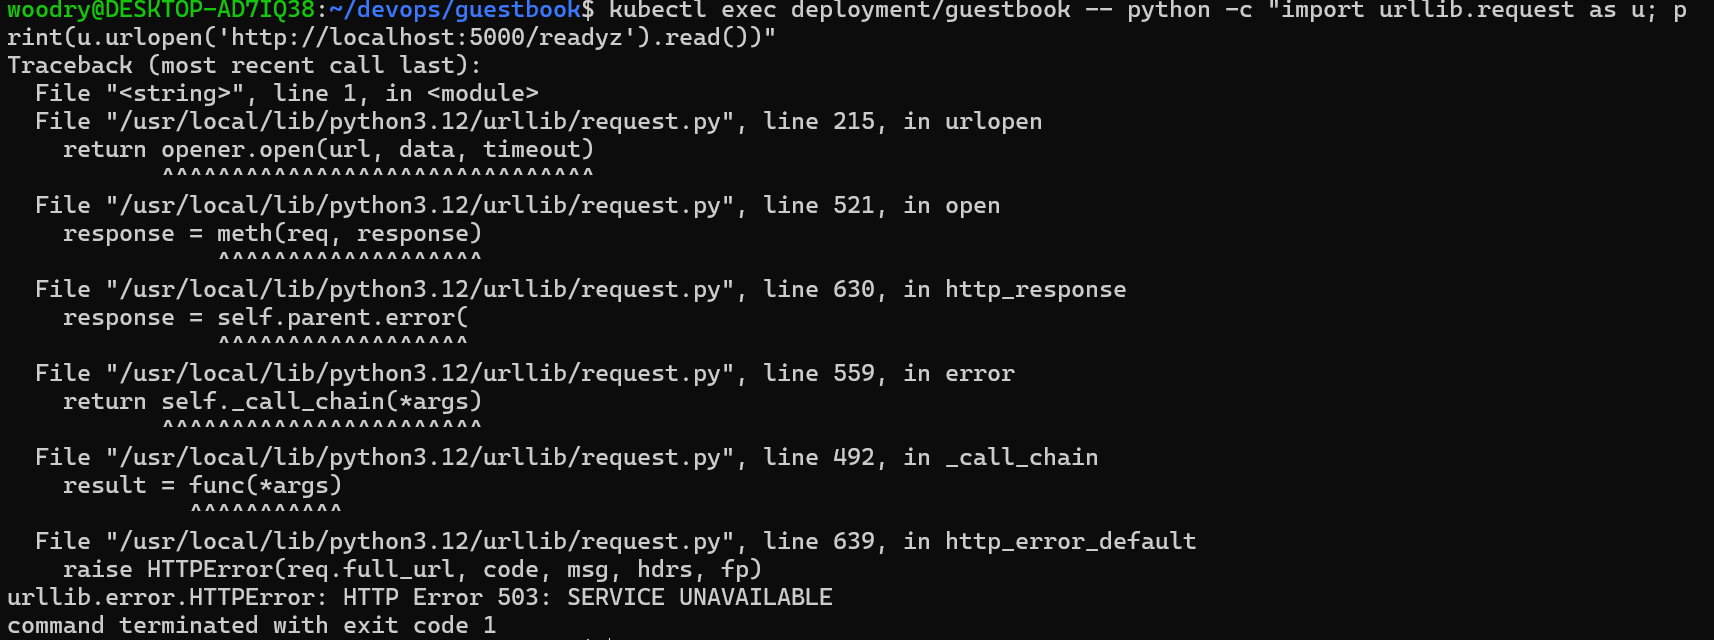 woodry@DESKTOP-AD7IQ38:~/devops/guestbook$ kubectl exec deployment/guestbook -- python -c "import urllib.request as u; p
rint(u.urlopen('http://localhost:5000/readyz').read())"
Traceback (most recent call last):
  File "<string>", line 1, in <module>
  File "/usr/local/lib/python3.12/urllib/request.py", line 215, in urlopen
    return opener.open(url, data, timeout)
           ^^^^^^^^^^^^^^^^^^^^^^^^^^^^^^^
  File "/usr/local/lib/python3.12/urllib/request.py", line 521, in open
    response = meth(req, response)
               ^^^^^^^^^^^^^^^^^^^
  File "/usr/local/lib/python3.12/urllib/request.py", line 630, in http_response
    response = self.parent.error(
               ^^^^^^^^^^^^^^^^^^
  File "/usr/local/lib/python3.12/urllib/request.py", line 559, in error
    return self._call_chain(*args)
           ^^^^^^^^^^^^^^^^^^^^^^^
  File "/usr/local/lib/python3.12/urllib/request.py", line 492, in _call_chain
    result = func(*args)
             ^^^^^^^^^^^
  File "/usr/local/lib/python3.12/urllib/request.py", line 639, in http_error_default
    raise HTTPError(req.full_url, code, msg, hdrs, fp)
urllib.error.HTTPError: HTTP Error 503: SERVICE UNAVAILABLE
command terminated with exit code 1